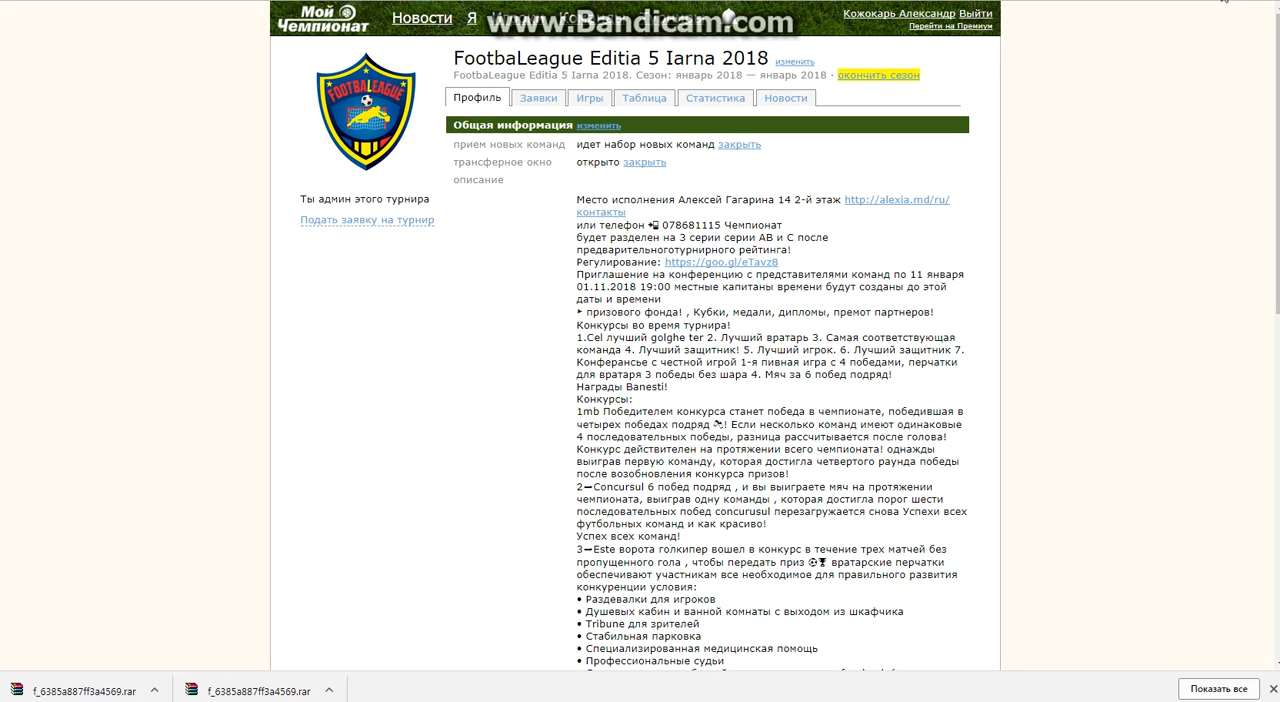 Мой Чемпионат
Новости Я
www.Bandicam.com
Кожокарь Александр Выйти
Перейти на Премиум
FOOTBALEAGUE
FootbaLeague Editia 5 Iarna 2018 изменить
FootbaLeague Editia 5 Iarna 2018. Сезон: январь 2018 — январь 2018 · окончить сезон
Профиль Заявки Игры Таблица Статистика Новости
Общая информация изменить
прием новых команд идет набор новых команд закрыть
трансферное окно открыто закрыть
описание
Ты админ этого турнира
Подать заявку на турнир
Место исполнения Алексей Гагарина 14 2-й этаж http://alexia.md/ru/
контакты
или телефон 📲 078681115 Чемпионат
будет разделен на 3 серии серии АВ и С после
предварительноготурнирного рейтинга!
Регулирование: https://goo.gl/eTavz8
Приглашение на конференцию с представителями команд по 11 января
01.11.2018 19:00 местные капитаны времени будут созданы до этой
даты и времени
‣ призового фонда! , Кубки, медали, дипломы, премот партнеров!
Конкурсы во время турнира!
1.Cel лучший golghe ter 2. Лучший вратарь 3. Самая соответствующая
команда 4. Лучший защитник! 5. Лучший игрок. 6. Лучший защитник 7.
Конферансье с честной игрой 1-я пивная игра с 4 победами, перчатки
для вратаря 3 победы без шара 4. Мяч за 6 побед подряд!
Награды Banesti!
Конкурсы:
1mb Победителем конкурса станет победа в чемпионате, победившая в
четырех победах подряд ! Если несколько команд имеют одинаковые
4 последовательных победы, разница рассчитывается после голова!
Конкурс действителен на протяжении всего чемпионата! однажды
выиграв первую команду, которая достигла четвертого раунда победы
после возобновления конкурса призов!
2➞Concursul 6 побед подряд , и вы выиграете мяч на протяжении
чемпионата, выиграв одну команды , которая достигла порог шести
последовательных побед concurusul перезагружается снова Успехи всех
футбольных команд и как красиво!
Успех всех команд!
3➞Este ворота голкипер вошел в конкурс в течение трех матчей без
пропущенного гола , чтобы передать приз ⚽🏆 вратарские перчатки
обеспечивают участникам все необходимое для правильного развития
конкуренции условия:
• Раздевалки для игроков
• Душевых кабин и ванной комнаты с выходом из шкафчика
• Tribune для зрителей
• Стабильная парковка
• Специализированная медицинская помощь
• Профессиональные судьи
f_6385a887ff3a4569.rar
f_6385a887ff3a4569.rar
Показать все